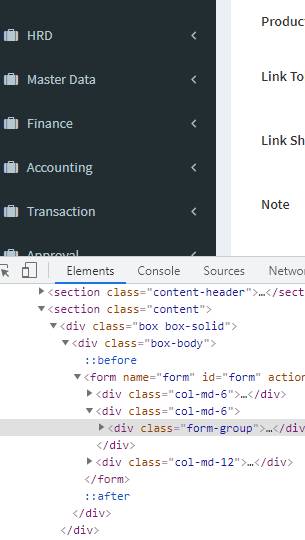 Produc
HRD
Master Data
Link To
Finance
Link Sh
Accounting
Transaction
Note
Approval
Elements Console Sources Netwo
<section class="content-header">…</sect
<section class="content">
<div class="box box-solid">
<div class="box-body">
::before
<form name="form" id="form" action
<div class="col-md-6">…</div>
<div class="col-md-6">
<div class="form-group">…</div
</div>
<div class="col-md-12">…</div>
</form>
::after
</div>
</div>